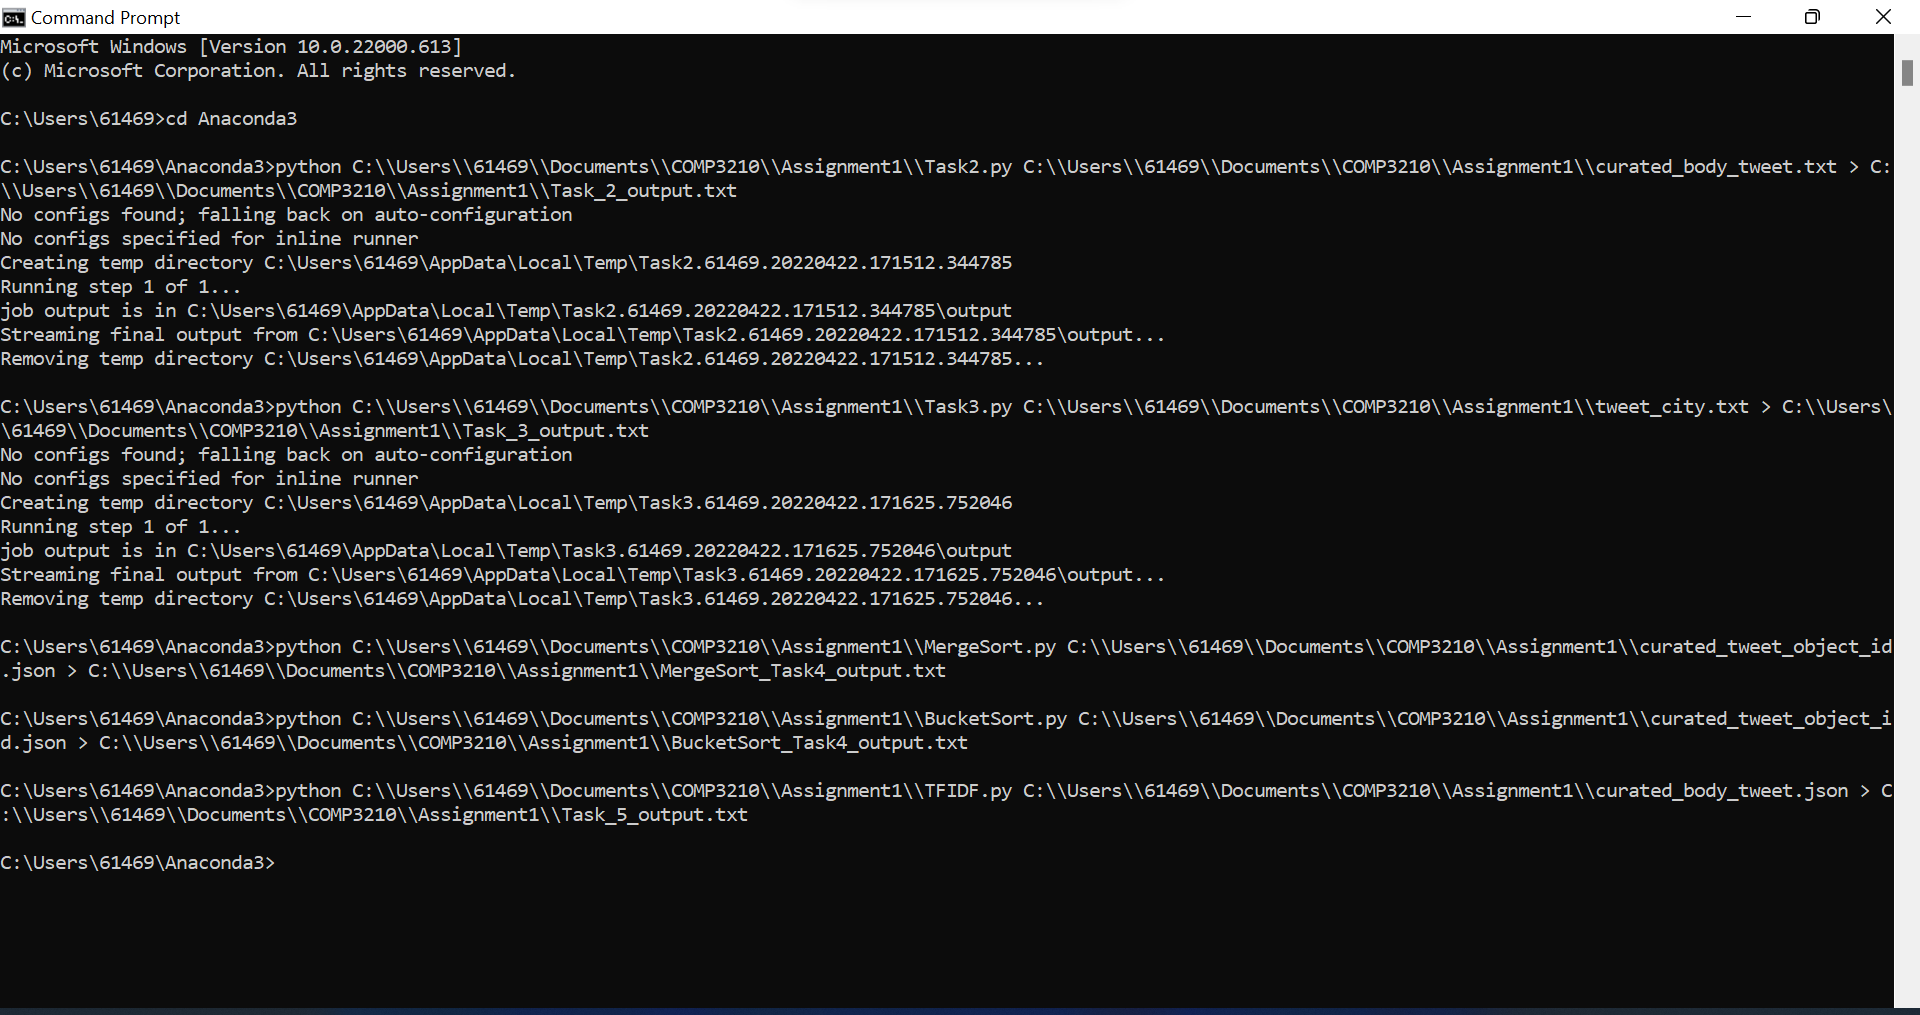 Command Prompt
Microsoft Windows [Version 10.0.22000.613]
(c) Microsoft Corporation. All rights reserved.
C:\Users\61469>cd Anaconda3
C:\Users\61469\Anaconda3>python C:\\Users\\61469\\Documents\\COMP3210\\Assignment1\\Task2.py C:\\Users\\61469\\Documents\\COMP3210\\Assignment1\\curated_body_tweet.txt > C:
\\Users\\61469\\Documents\\COMP3210\\Assignment1\\Task_2_output.txt
No configs found; falling back on auto-configuration
No configs specified for inline runner
Creating temp directory C:\Users\61469\AppData\Local\Temp\Task2.61469.20220422.171512.344785
Running step 1 of 1...
job output is in C:\Users\61469\AppData\Local\Temp\Task2.61469.20220422.171512.344785\output
Streaming final output from C:\Users\61469\AppData\Local\Temp\Task2.61469.20220422.171512.344785\output...
Removing temp directory C:\Users\61469\AppData\Local\Temp\Task2.61469.20220422.171512.344785...
C:\Users\61469\Anaconda3>python C:\\Users\\61469\\Documents\\COMP3210\\Assignment1\\Task3.py C:\\Users\\61469\\Documents\\COMP3210\\Assignment1\\tweet_city.txt > C:\\Users\
\61469\\Documents\\COMP3210\\Assignment1\\Task_3_output.txt
No configs found; falling back on auto-configuration
No configs specified for inline runner
Creating temp directory C:\Users\61469\AppData\Local\Temp\Task3.61469.20220422.171625.752046
Running step 1 of 1...
job output is in C:\Users\61469\AppData\Local\Temp\Task3.61469.20220422.171625.752046\output
Streaming final output from C:\Users\61469\AppData\Local\Temp\Task3.61469.20220422.171625.752046\output...
Removing temp directory C:\Users\61469\AppData\Local\Temp\Task3.61469.20220422.171625.752046...
C:\Users\61469\Anaconda3>python C:\\Users\\61469\\Documents\\COMP3210\\Assignment1\\MergeSort.py C:\\Users\\61469\\Documents\\COMP3210\\Assignment1\\curated_tweet_object_id
.json > C:\\Users\\61469\\Documents\\COMP3210\\Assignment1\\MergeSort_Task4_output.txt
C:\Users\61469\Anaconda3>python C:\\Users\\61469\\Documents\\COMP3210\\Assignment1\\BucketSort.py C:\\Users\\61469\\Documents\\COMP3210\\Assignment1\\curated_tweet_object_i
d.json > C:\\Users\\61469\\Documents\\COMP3210\\Assignment1\\BucketSort_Task4_output.txt
C:\Users\61469\Anaconda3>python C:\\Users\\61469\\Documents\\COMP3210\\Assignment1\\TFIDF.py C:\\Users\\61469\\Documents\\COMP3210\\Assignment1\\curated_body_tweet.json > C
:\\Users\\61469\\Documents\\COMP3210\\Assignment1\\Task_5_output.txt
C:\Users\61469\Anaconda3>